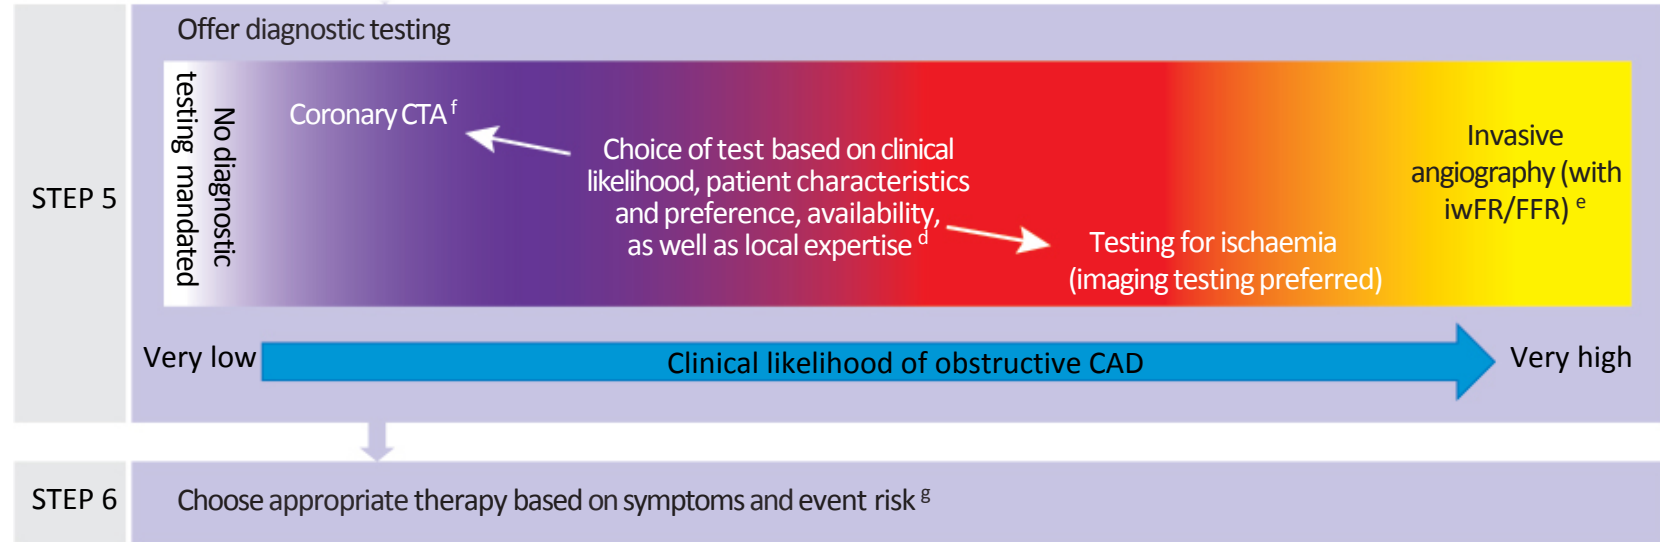 Offer diagnostic testing
No diagnostic
testing mandated
Coronary CTA f
Choice of test based on clinical
likelihood, patient characteristics
and preference, availability,
as well as local expertise d
Testing for ischaemia
(imaging testing preferred)
Invasive
angiography (with
iwFR/FFR) e
STEP 5
Very low
Clinical likelihood of obstructive CAD
Very high
STEP 6
Choose appropriate therapy based on symptoms and event risk g